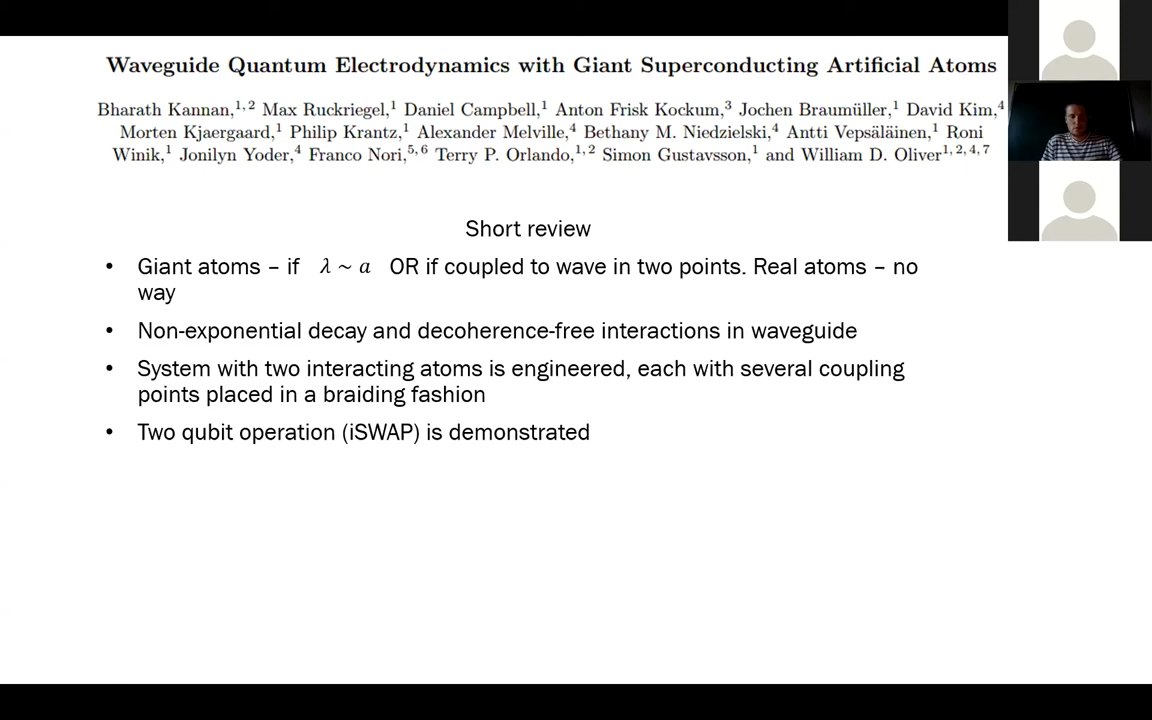 Waveguide Quantum Electrodynamics with Giant Superconducting Artificial Atoms
Bharath Kannan,1,2 Max Ruckriegel,1 Daniel Campbell,1 Anton Frisk Kockum,3 Jochen Braumüller,1 David Kim,4
Morten Kjaergaard,1 Philip Krantz,1 Alexander Melville,4 Bethany M. Niedzielski,4 Antti Vepsäläinen,1 Roni
Winik,1 Jonilyn Yoder,4 Franco Nori,5,6 Terry P. Orlando,1,2 Simon Gustavsson,1 and William D. Oliver1,2,4,7
Short review
• Giant atoms – if λ ~ a OR if coupled to wave in two points. Real atoms – no
way
• Non-exponential decay and decoherence-free interactions in waveguide
• System with two interacting atoms is engineered, each with several coupling
points placed in a braiding fashion
• Two qubit operation (iSWAP) is demonstrated